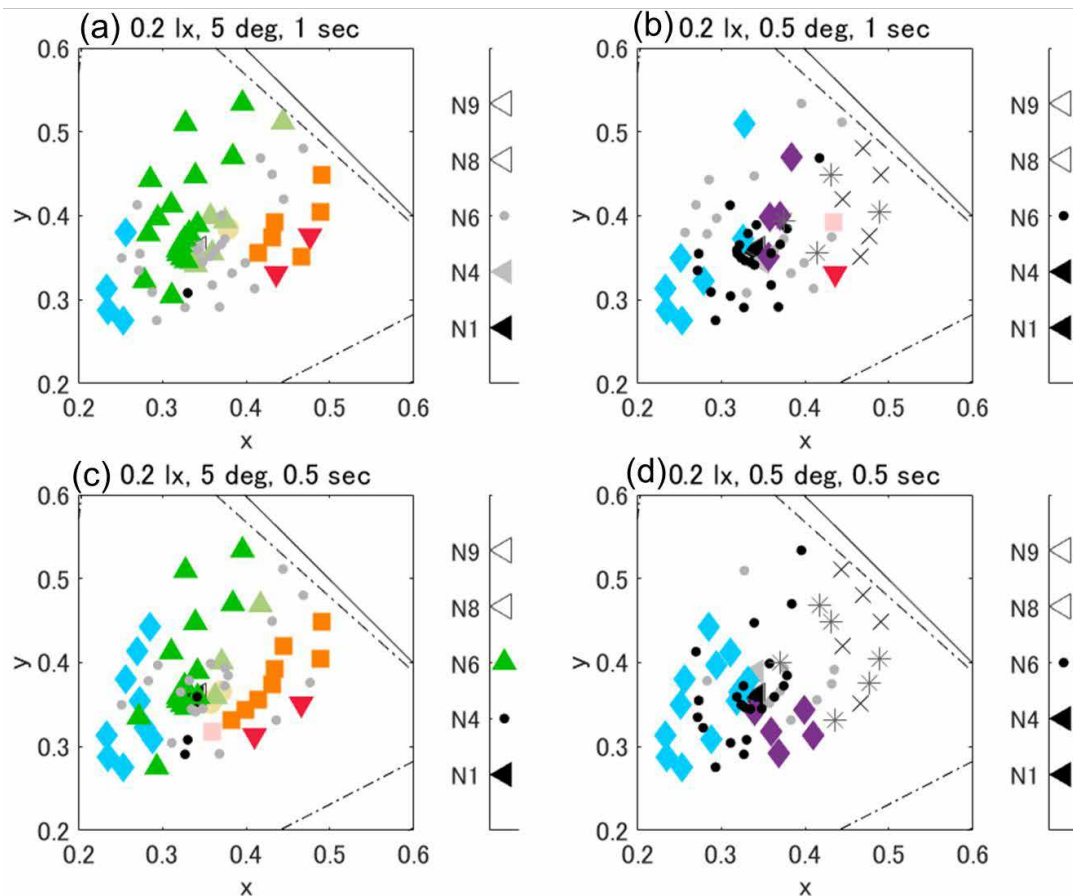 (a) 0.2 lx, 5 deg, 1 sec
0.6
0.5
0.4
0.3
0.2
y
0.2 0.3 0.4 0.5 0.6
x
N9
N8
N6
N4
N1
(b) 0.2 lx, 0.5 deg, 1 sec
0.6
0.5
0.4
0.3
0.2
y
0.2 0.3 0.4 0.5 0.6
x
N9
N8
N6
N4
N1
(c) 0.2 lx, 5 deg, 0.5 sec
0.6
0.5
0.4
0.3
0.2
y
0.2 0.3 0.4 0.5 0.6
x
N9
N8
N6
N4
N1
(d) 0.2 lx, 0.5 deg, 0.5 sec
0.6
0.5
0.4
0.3
0.2
y
0.2 0.3 0.4 0.5 0.6
x
N9
N8
N6
N4
N1